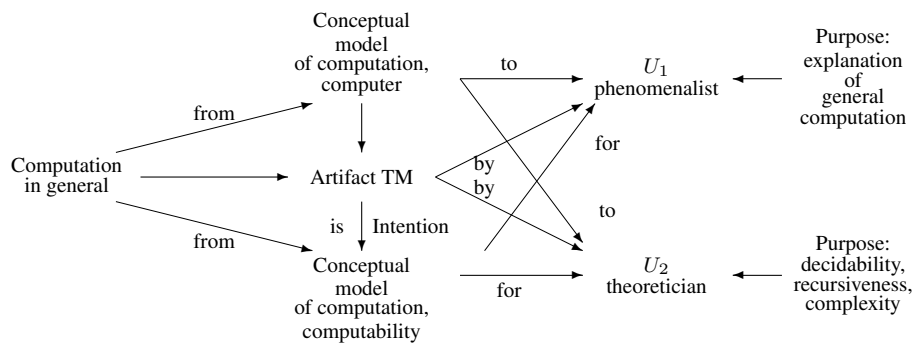 Conceptual
model
of computation,
computer
to
U1
phenomenalist
Purpose:
explanation
of
general
computation
from
for
Computation
in general
Artifact TM
by
by
to
is
Intention
from
Conceptual
model
of computation,
computability
for
U2
theoretician
Purpose:
decidability,
recursiveness,
complexity